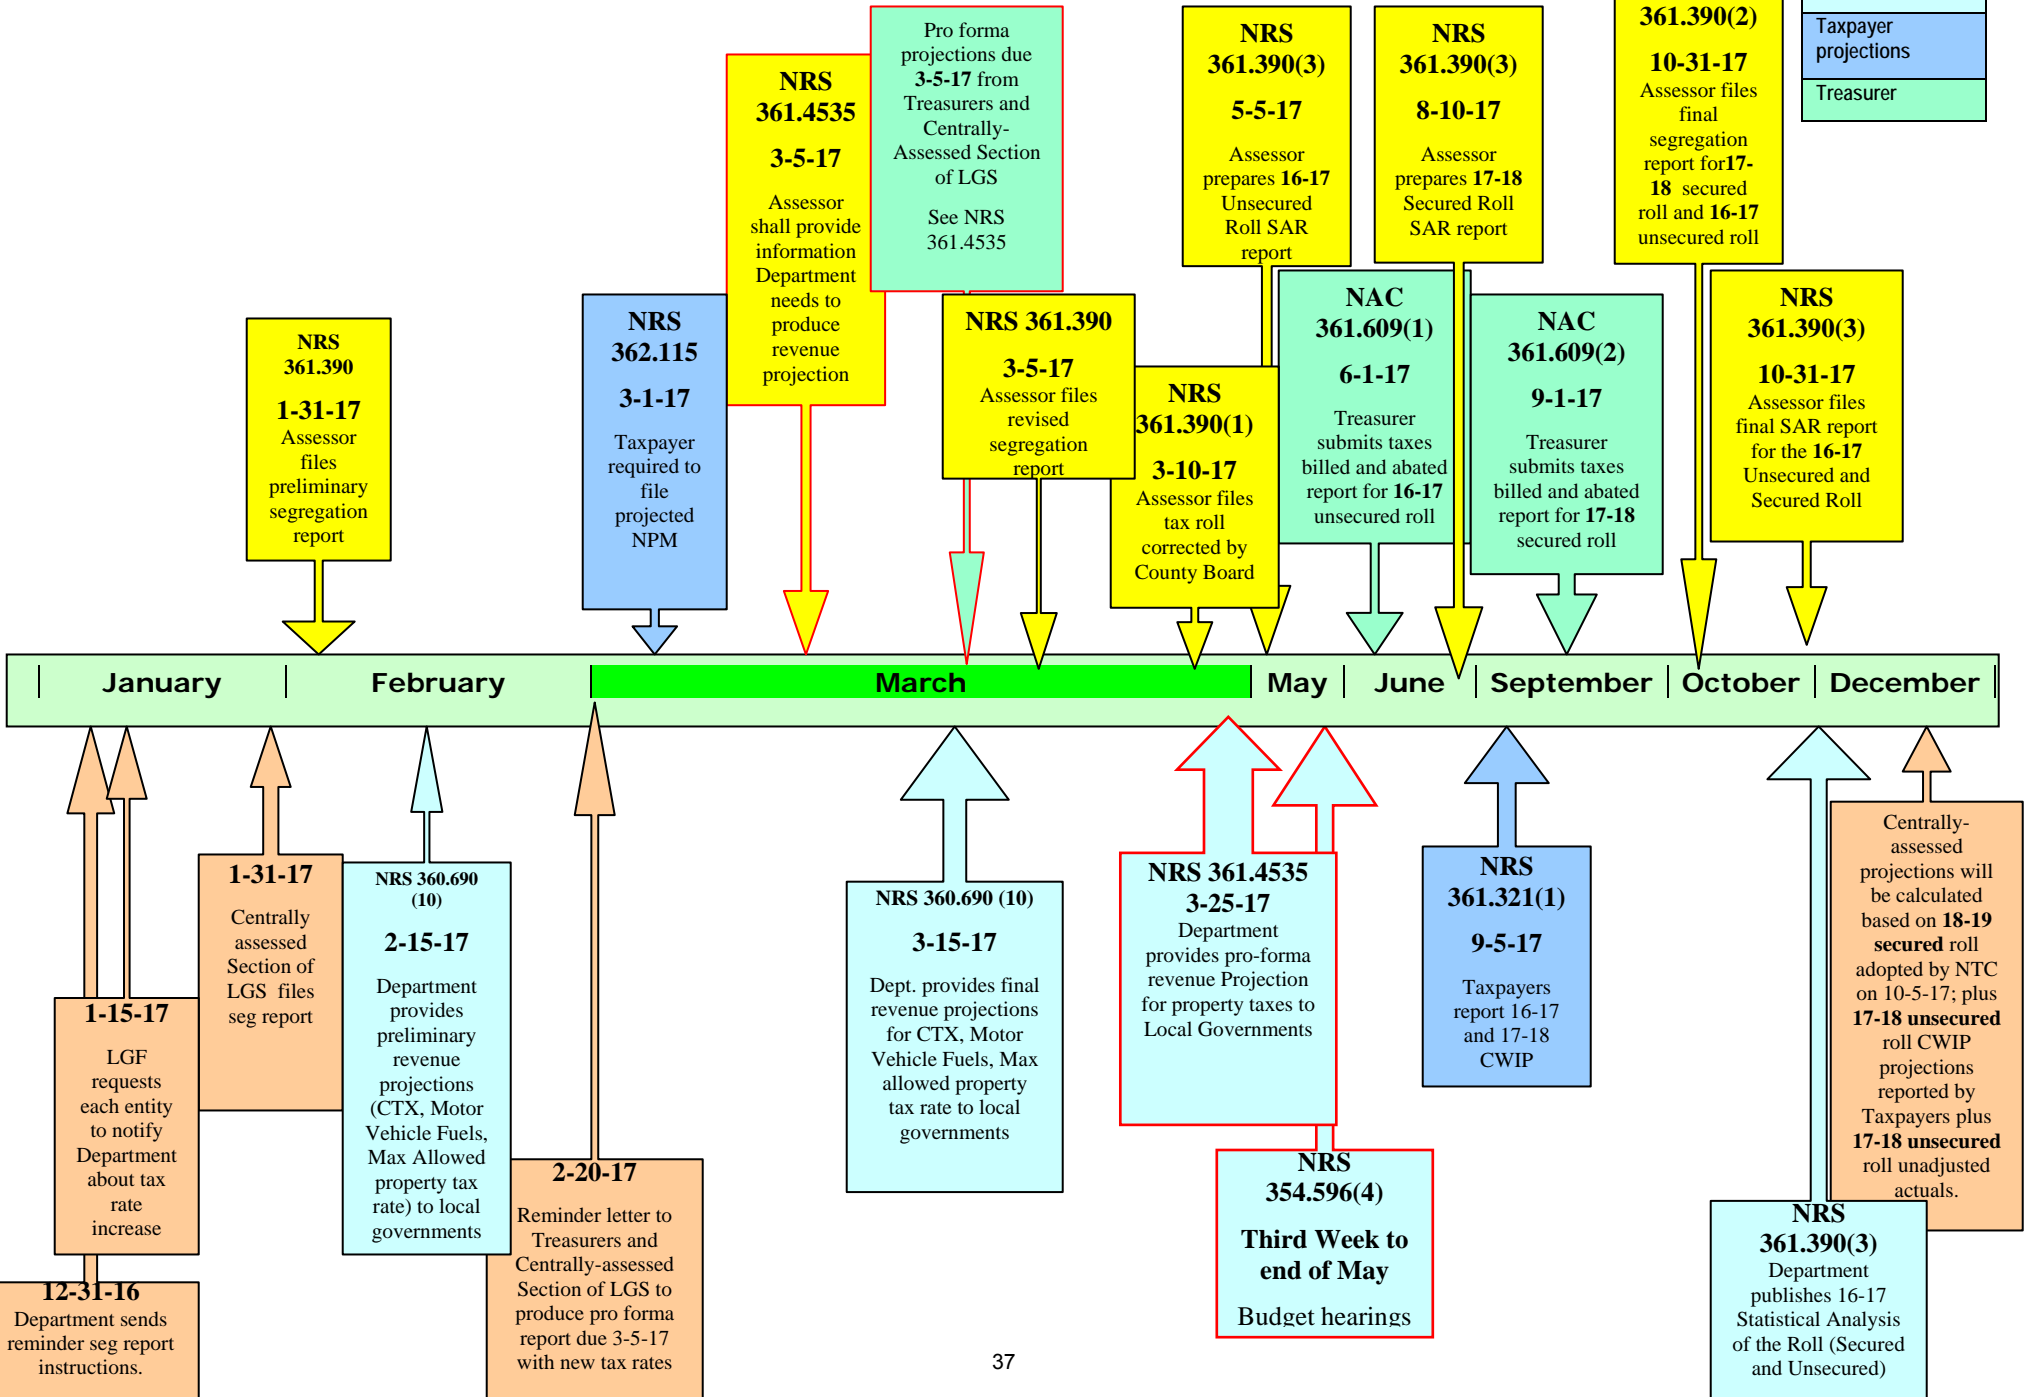 NRS
361.390
1-31-17
Assessor
files
preliminary
segregation
report
NRS
362.115
3-1-17
Taxpayer
required to
file
projected
NPM
NRS
361.4535
3-5-17
Assessor
shall provide
information
Department
needs to
produce
revenue
projection
Pro forma
projections due
3-5-17 from
Treasurers and
Centrally-
Assessed Section
of LGS
See NRS
361.4535
NRS 361.390
3-5-17
Assessor files
revised
segregation
report
NRS
361.390(1)
3-10-17
Assessor files
tax roll
corrected by
County Board
NRS
361.390(3)
5-5-17
Assessor
prepares 16-17
Unsecured
Roll SAR
report
NAC
361.609(1)
6-1-17
Treasurer
submits taxes
billed and abated
report for 16-17
unsecured roll
NRS
361.390(3)
8-10-17
Assessor
prepares 17-18
Secured Roll
SAR report
NAC
361.609(2)
9-1-17
Treasurer
submits taxes
billed and abated
report for 17-18
secured roll
361.390(2)
10-31-17
Assessor files
final
segregation
report for17-
18 secured
roll and 16-17
unsecured roll
NRS
361.390(3)
10-31-17
Assessor files
final SAR report
for the 16-17
Unsecured and
Secured Roll
Taxpayer
projections
Treasurer
January
February
March
May
June
September
October
December
12-31-16
Department sends
reminder seg report
instructions.
1-15-17
LGF
requests
each entity
to notify
Department
about tax
rate
increase
1-31-17
Centrally
assessed
Section of
LGS files
seg report
NRS 360.690
(10)
2-15-17
Department
provides
preliminary
revenue
projections
(CTX, Motor
Vehicle Fuels,
Max Allowed
property tax
rate) to local
governments
2-20-17
Reminder letter to
Treasurers and
Centrally-assessed
Section of LGS to
produce pro forma
report due 3-5-17
with new tax rates
NRS 360.690 (10)
3-15-17
Dept. provides final
revenue projections
for CTX, Motor
Vehicle Fuels, Max
allowed property
tax rate to local
governments
NRS 361.4535
3-25-17
Department
provides pro-forma
revenue Projection
for property taxes to
Local Governments
NRS
354.596(4)
Third Week to
end of May
Budget hearings
NRS
361.321(1)
9-5-17
Taxpayers
report 16-17
and 17-18
CWIP
NRS
361.390(3)
Department
publishes 16-17
Statistical Analysis
of the Roll (Secured
and Unsecured)
Centrally-
assessed
projections will
be calculated
based on 18-19
secured roll
adopted by NTC
on 10-5-17; plus
17-18 unsecured
roll CWIP
projections
reported by
Taxpayers plus
17-18 unsecured
roll unadjusted
actuals.
37